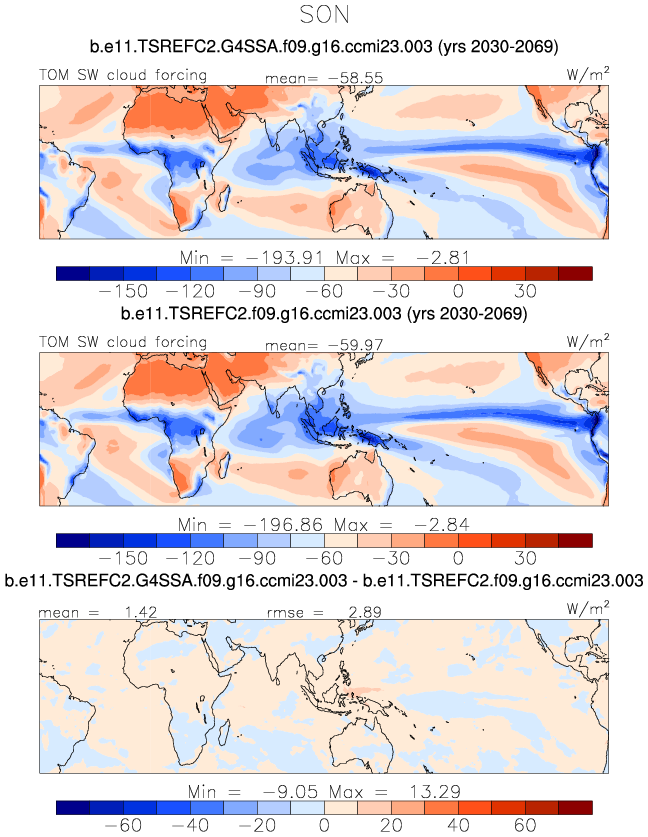 SON
b.e11.TSREFC2.G4SSA.f09.g16.ccmi23.003 (yrs 2030-2069)
TOM SW cloud forcing mean= −58.55 W/m²
Min = −193.91 Max = −2.81
−150 −120 −90 −60 −30 0 30
b.e11.TSREFC2.f09.g16.ccmi23.003 (yrs 2030-2069)
TOM SW cloud forcing mean= −59.97 W/m²
Min = −196.86 Max = −2.84
−150 −120 −90 −60 −30 0 30
b.e11.TSREFC2.G4SSA.f09.g16.ccmi23.003 - b.e11.TSREFC2.f09.g16.ccmi23.003
mean = 1.42 rmse = 2.89 W/m²
Min = −9.05 Max = 13.29
−60 −40 −20 0 20 40 60